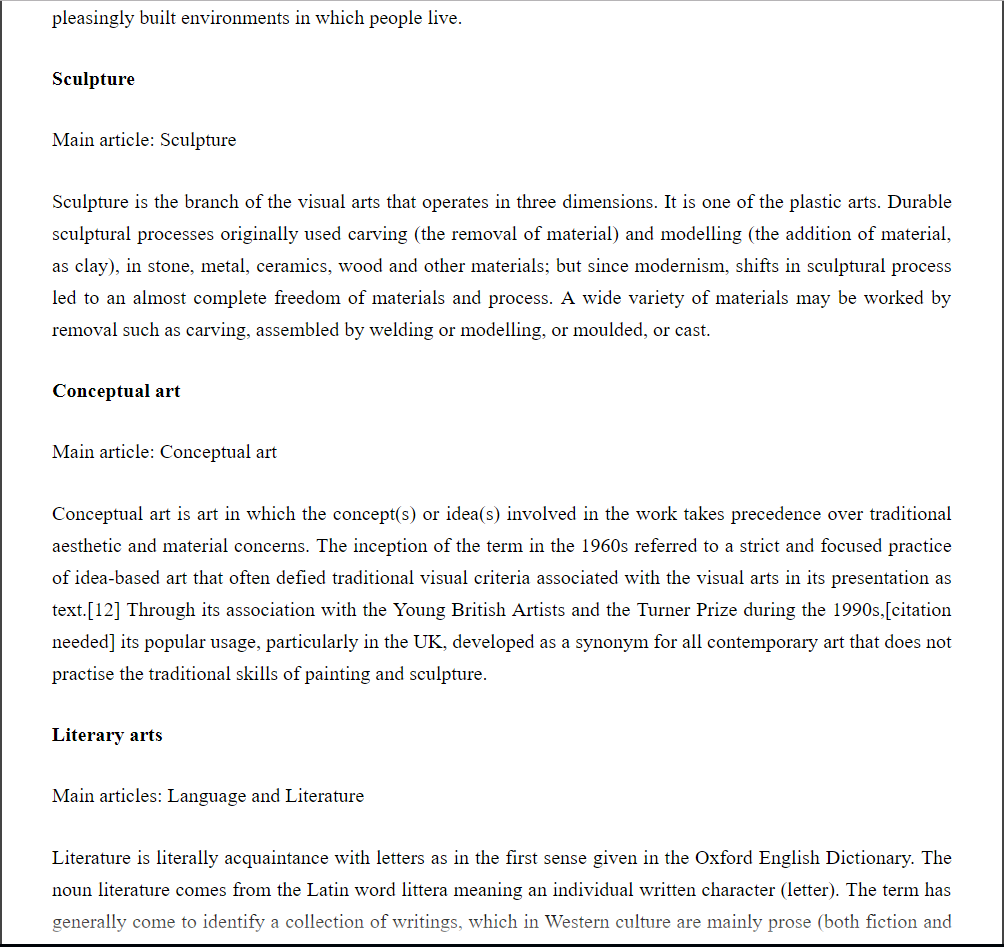 pleasingly built environments in which people live.
Sculpture
Main article: Sculpture
Sculpture is the branch of the visual arts that operates in three dimensions. It is one of the plastic arts. Durable
sculptural processes originally used carving (the removal of material) and modelling (the addition of material,
as clay), in stone, metal, ceramics, wood and other materials; but since modernism, shifts in sculptural process
led to an almost complete freedom of materials and process. A wide variety of materials may be worked by
removal such as carving, assembled by welding or modelling, or moulded, or cast.
Conceptual art
Main article: Conceptual art
Conceptual art is art in which the concept(s) or idea(s) involved in the work takes precedence over traditional
aesthetic and material concerns. The inception of the term in the 1960s referred to a strict and focused practice
of idea-based art that often defied traditional visual criteria associated with the visual arts in its presentation as
text.[12] Through its association with the Young British Artists and the Turner Prize during the 1990s,[citation
needed] its popular usage, particularly in the UK, developed as a synonym for all contemporary art that does not
practise the traditional skills of painting and sculpture.
Literary arts
Main articles: Language and Literature
Literature is literally acquaintance with letters as in the first sense given in the Oxford English Dictionary. The
noun literature comes from the Latin word littera meaning an individual written character (letter). The term has
generally come to identify a collection of writings, which in Western culture are mainly prose (both fiction and